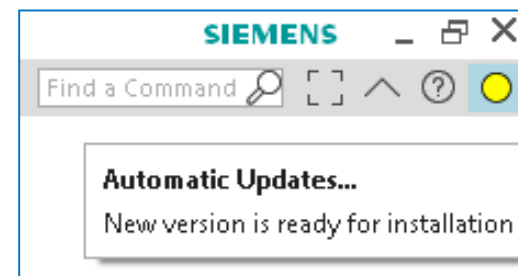 SIEMENS
Find a Command
Automatic Updates...
New version is ready for installation